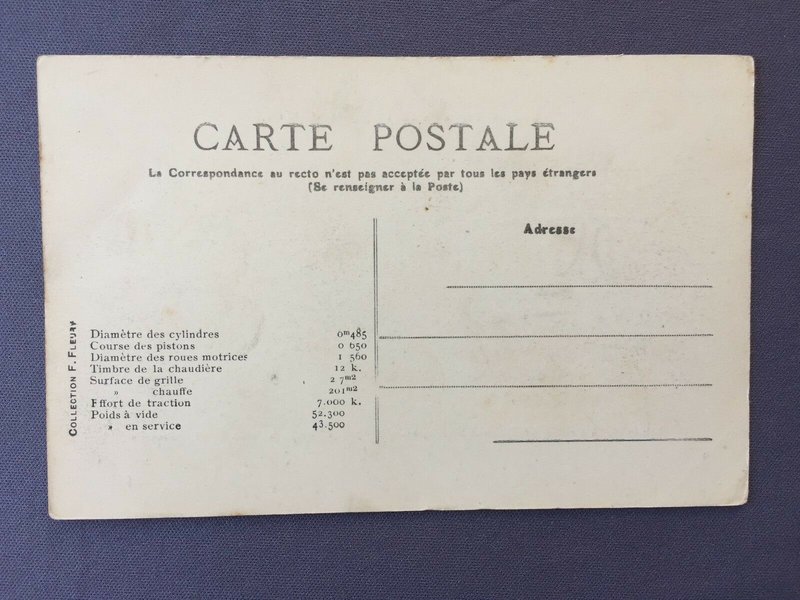 CARTE POSTALE
La Correspondance au recto n'est pas acceptée par tous les pays étrangers
(Se renseigner à la Poste)
Adresse
COLLECTION F. FLEURY
Diamètre des cylindres 0m485
Course des pistons 0 650
Diamètre des roues motrices 1 560
Timbre de la chaudière 12 k.
Surface de grille 2 7m2
» chauffe 201m2
Effort de traction 7.000 k.
Poids à vide 52.300
» en service 43.500